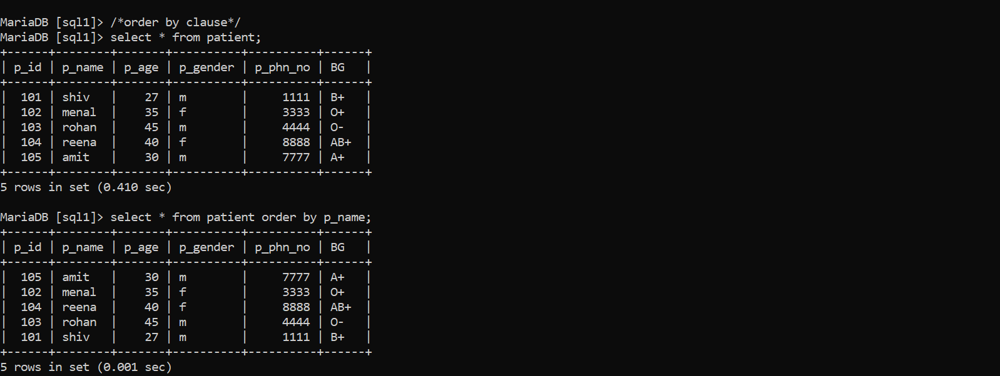 MariaDB [sql1]> /*order by clause*/
MariaDB [sql1]> select * from patient;
+------+--------+-------+----------+----------+------+
| p_id | p_name | p_age | p_gender | p_phn_no | BG   |
+------+--------+-------+----------+----------+------+
|  101 | shiv   |    27 | m        |     1111 | B+   |
|  102 | menal  |    35 | f        |     3333 | O+   |
|  103 | rohan  |    45 | m        |     4444 | O-   |
|  104 | reena  |    40 | f        |     8888 | AB+  |
|  105 | amit   |    30 | m        |     7777 | A+   |
+------+--------+-------+----------+----------+------+
5 rows in set (0.410 sec)

MariaDB [sql1]> select * from patient order by p_name;
+------+--------+-------+----------+----------+------+
| p_id | p_name | p_age | p_gender | p_phn_no | BG   |
+------+--------+-------+----------+----------+------+
|  105 | amit   |    30 | m        |     7777 | A+   |
|  102 | menal  |    35 | f        |     3333 | O+   |
|  104 | reena  |    40 | f        |     8888 | AB+  |
|  103 | rohan  |    45 | m        |     4444 | O-   |
|  101 | shiv   |    27 | m        |     1111 | B+   |
+------+--------+-------+----------+----------+------+
5 rows in set (0.001 sec)